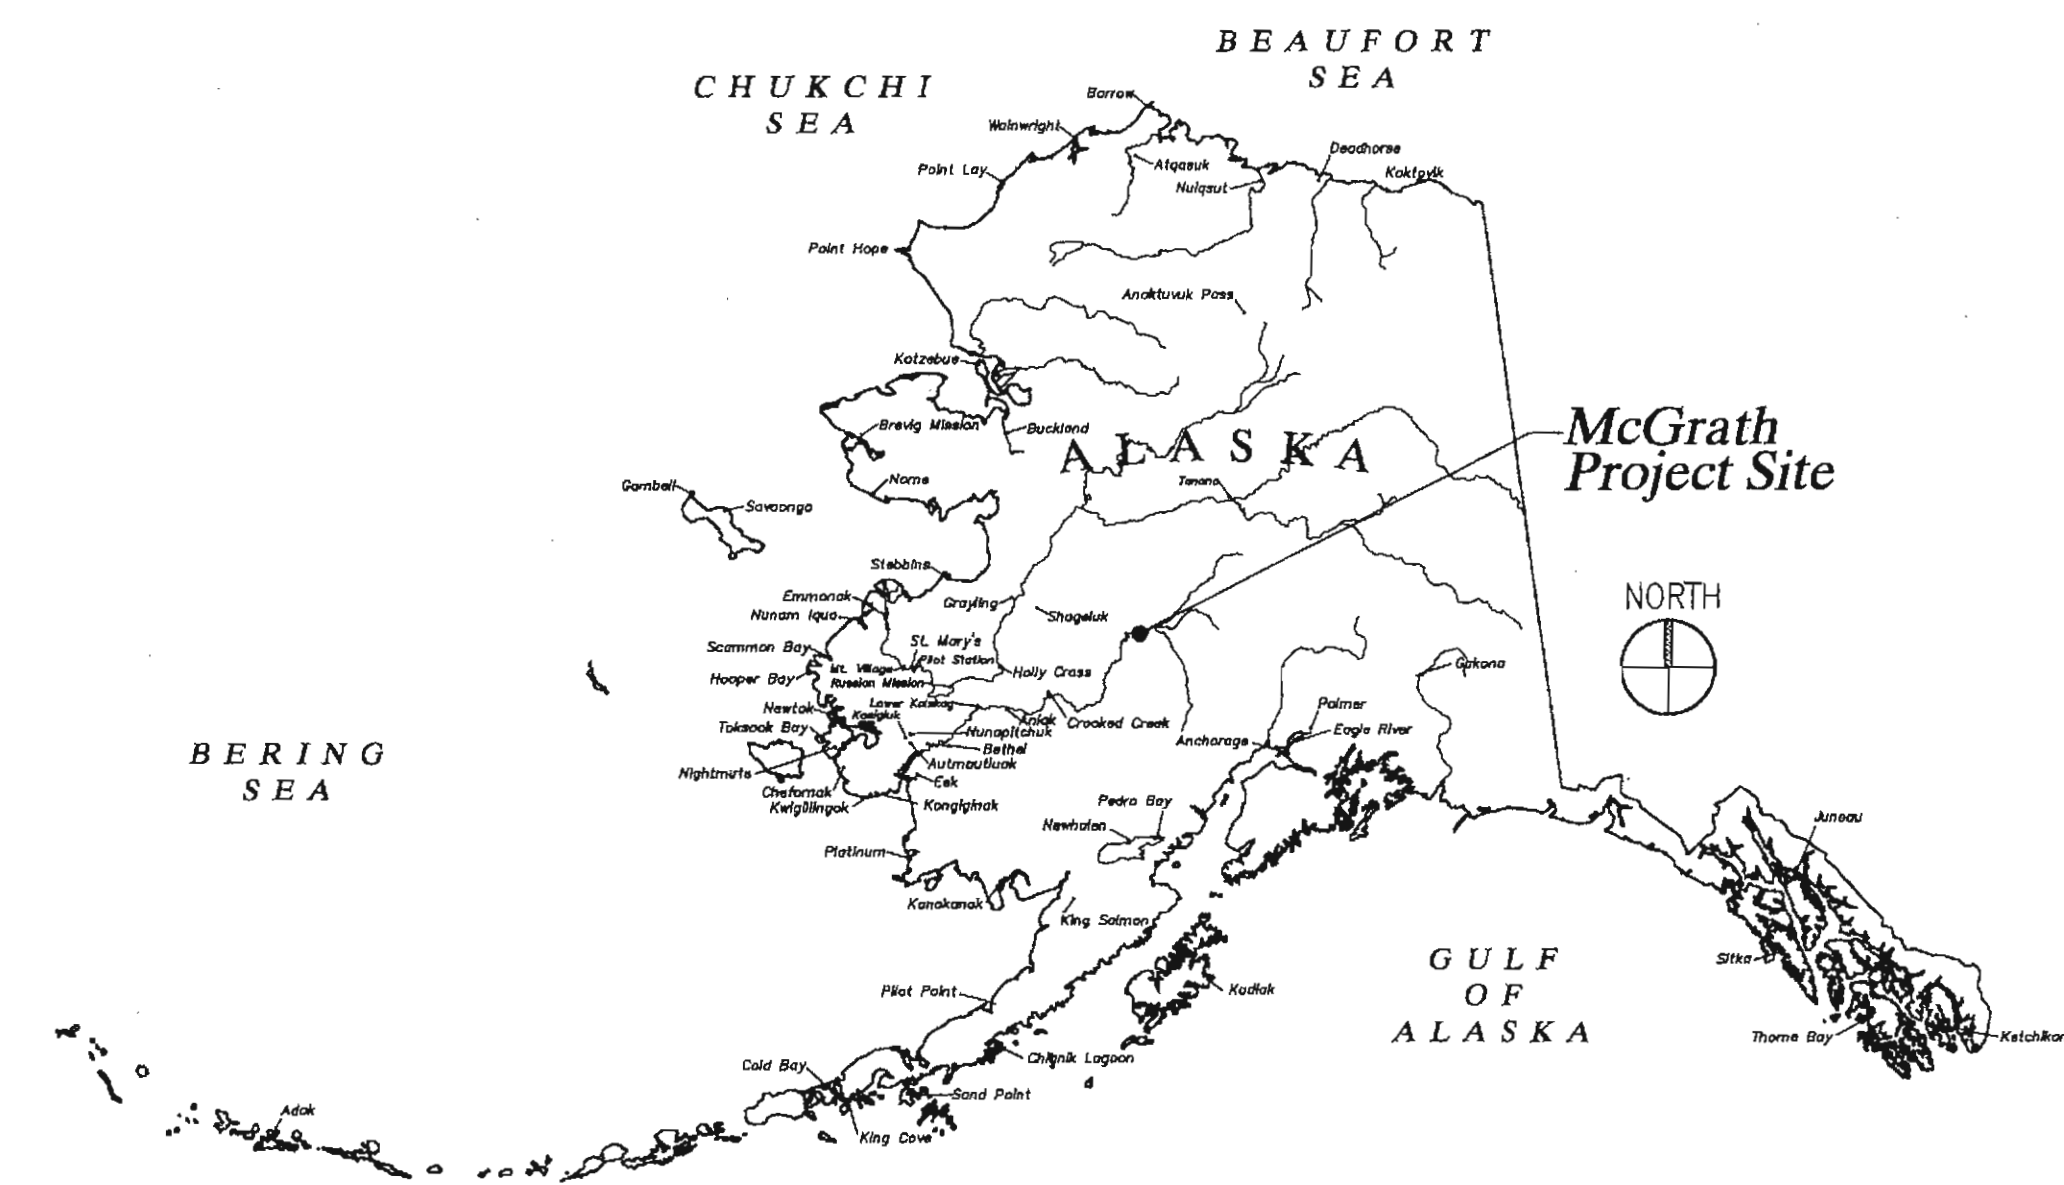 BEAUFORT
SEA
CHUKCHI
SEA
Barrow
Wainwright
Deadhorse
Point Lay
Atqasuk
Kaktovik
Nuiqsut
Point Hope
Anaktuvuk Pass
Kotzebue
Brevig Mission
Buckland
ALASKA
McGrath
Project Site
Nome
Tanana
Gambell
Savoonga
Stebbins
Emmonak
Grayling
NORTH
Nunam Iqua
Shageluk
St. Mary's
Scammon Bay
Pilot Station
Mt. Village
Holly Cross
Gakona
Hooper Bay
Russian Mission
Lower Kalskag
Newtok
Kasigluk
Palmer
Aniak
Crooked Creek
Toksook Bay
Nunapitchuk
Eagle River
Anchorage
Bethel
BERING
SEA
Autmautluak
Nightmute
Eek
Chefornak
Kwigillingok
Kongiginak
Pedro Bay
Newhalen
Juneau
Platinum
Kanakanak
King Salmon
GULF
OF
ALASKA
Sitka
Pilot Point
Kodiak
Thorne Bay
Ketchikan
Chignik Lagoon
Cold Bay
Sand Point
Adak
King Cove